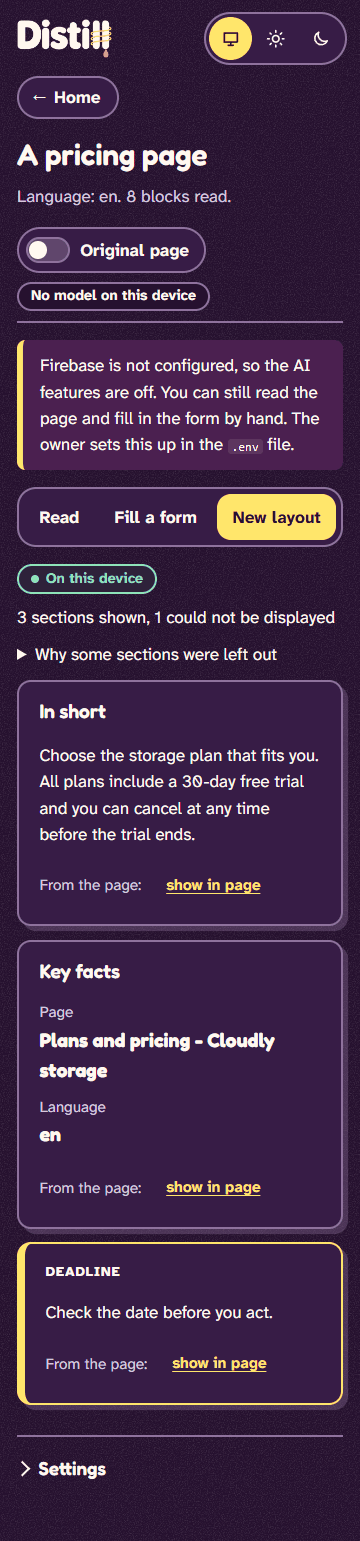 Distill
← Home
A pricing page
Language: en. 8 blocks read.
Original page
No model on this device
Firebase is not configured, so the AI
features are off. You can still read the
page and fill in the form by hand. The
owner sets this up in the .env file.
Read Fill a form New layout
On this device
3 sections shown, 1 could not be displayed
Why some sections were left out
In short
Choose the storage plan that fits you.
All plans include a 30-day free trial
and you can cancel at any time
before the trial ends.
From the page: show in page
Key facts
Page
Plans and pricing - Cloudly
storage
Language
en
From the page: show in page
DEADLINE
Check the date before you act.
From the page: show in page
Settings